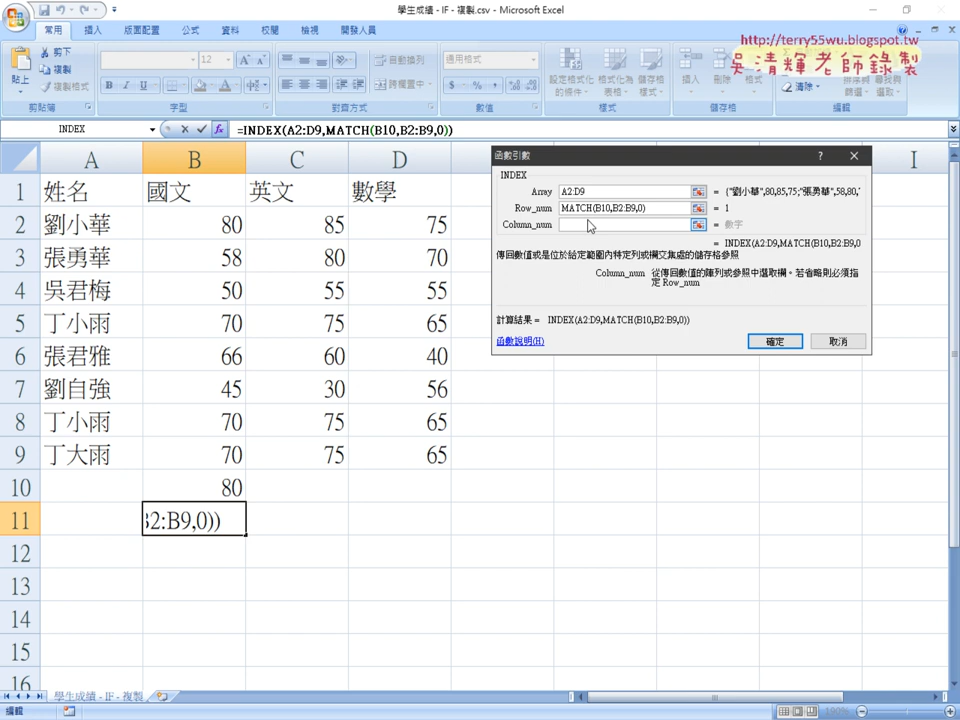 學生成績 - IF - 複製.csv - Microsoft Excel
常用 插入 版面配置 公式 資料 校閱 檢視 開發人員
http://terry55wu.blogspot.tw
吳清輝老師錄製
貼上 剪下 複製 複製格式
12 自動換列 跨欄置中 通用格式
設定格式化的條件 格式化為表格 儲存格樣式 插入 刪除 格式 清除
剪貼簿 字型 對齊方式 數值 樣式 儲存格 編輯
INDEX =INDEX(A2:D9,MATCH(B10,B2:B9,0))
A B C D I
1 姓名 國文 英文 數學
2 劉小華 80 85 75
3 張勇華 58 80 70
4 吳君梅 50 55 55
5 丁小雨 70 75 65
6 張君雅 66 60 40
7 劉自強 45 30 56
8 丁小雨 70 75 65
9 丁大雨 70 75 65
10 80
11 B2:B9,0))
12
13
14
15
16
函數引數
INDEX
Array A2:D9 = {"劉小華",80,85,75;"張勇華",58,80,7
Row_num MATCH(B10,B2:B9,0) = 1
Column_num = 數字
= INDEX(A2:D9,MATCH(B10,B2:B9,0
傳回數值或是位於給定範圍內特定列或欄交集處的儲存格參照
Column_num 從傳回數值的陣列或參照中選取欄。若省略則必須指
定 Row_num
計算結果 = INDEX(A2:D9,MATCH(B10,B2:B9,0))
函數說明(H) 確定 取消
學生成績 - IF - 複製
編輯 190%